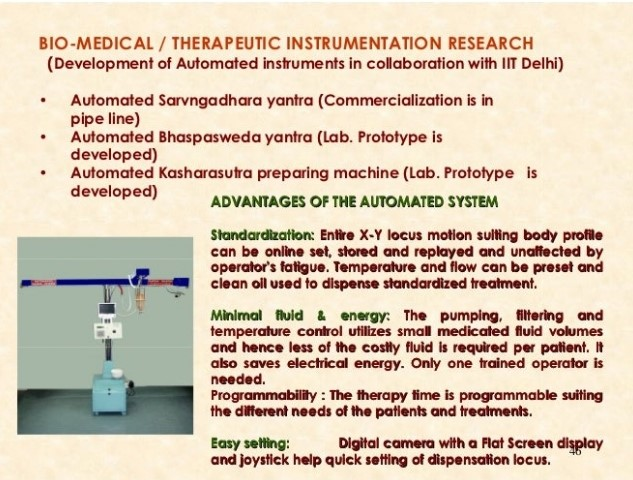 BIO-MEDICAL / THERAPEUTIC INSTRUMENTATION RESEARCH
(Development of Automated instruments in collaboration with IIT Delhi)
• Automated Sarvngadhara yantra (Commercialization is in
pipe line)
• Automated Bhaspasweda yantra (Lab. Prototype is
developed)
• Automated Kasharasutra preparing machine (Lab. Prototype is
developed)
ADVANTAGES OF THE AUTOMATED SYSTEM
Standardization: Entire X-Y locus motion suiting body profile
can be online set, stored and replayed and unaffected by
operator's fatigue. Temperature and flow can be preset and
clean oil used to dispense standardized treatment.
Minimal fluid & energy: The pumping, filtering and
temperature control utilizes small medicated fluid volumes
and hence less of the costly fluid is required per patient. It
also saves electrical energy. Only one trained operator is
needed.
Programmability : The therapy time is programmable suiting
the different needs of the patients and treatments.
Easy setting: Digital camera with a Flat Screen display
and joystick help quick setting of dispensation locus.
46